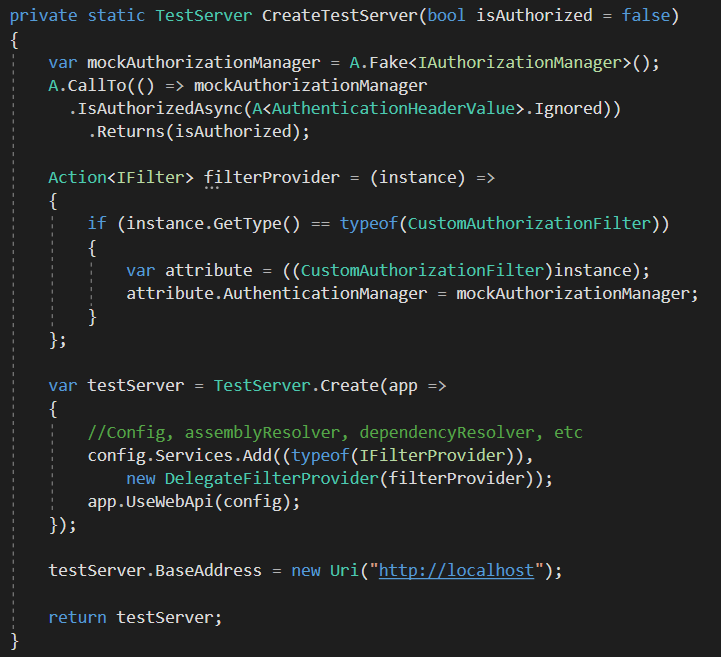 private static TestServer CreateTestServer(bool isAuthorized = false)
{
    var mockAuthorizationManager = A.Fake<IAuthorizationManager>();
    A.CallTo(() => mockAuthorizationManager
      .IsAuthorizedAsync(A<AuthenticationHeaderValue>.Ignored))
        .Returns(isAuthorized);

    Action<IFilter> filterProvider = (instance) =>
    {
        if (instance.GetType() == typeof(CustomAuthorizationFilter))
        {
            var attribute = ((CustomAuthorizationFilter)instance);
            attribute.AuthenticationManager = mockAuthorizationManager;
        }
    };

    var testServer = TestServer.Create(app =>
    {
        //Config, assemblyResolver, dependencyResolver, etc
        config.Services.Add((typeof(IFilterProvider)),
            new DelegateFilterProvider(filterProvider));
        app.UseWebApi(config);
    });

    testServer.BaseAddress = new Uri("http://localhost");

    return testServer;
}